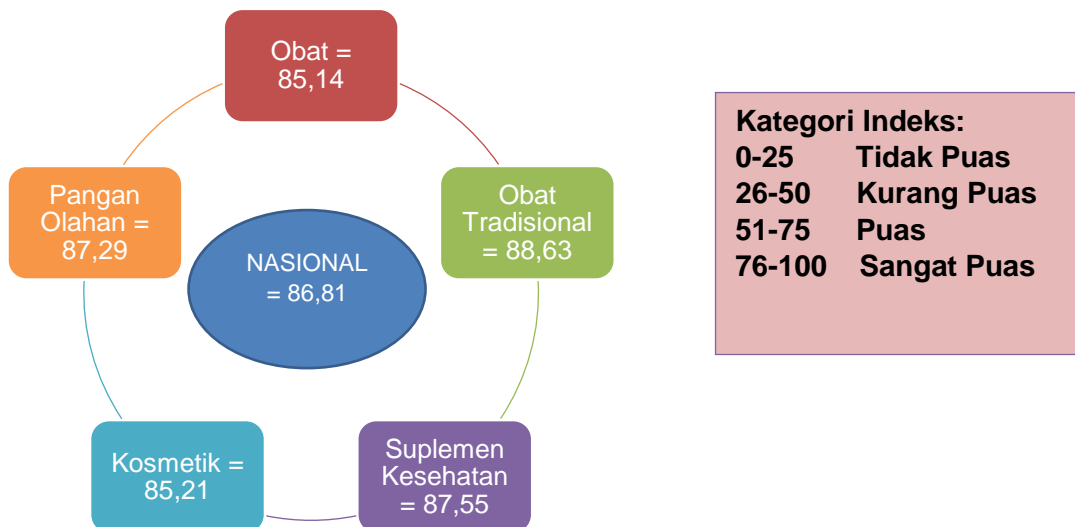 Obat =
85,14
Obat
Tradisional
= 88,63
Suplemen
Kesehatan
= 87,55
Kosmetik =
85,21
Pangan
Olahan =
87,29
NASIONAL
= 86,81
Kategori Indeks:
0-25 Tidak Puas
26-50 Kurang Puas
51-75 Puas
76-100 Sangat Puas